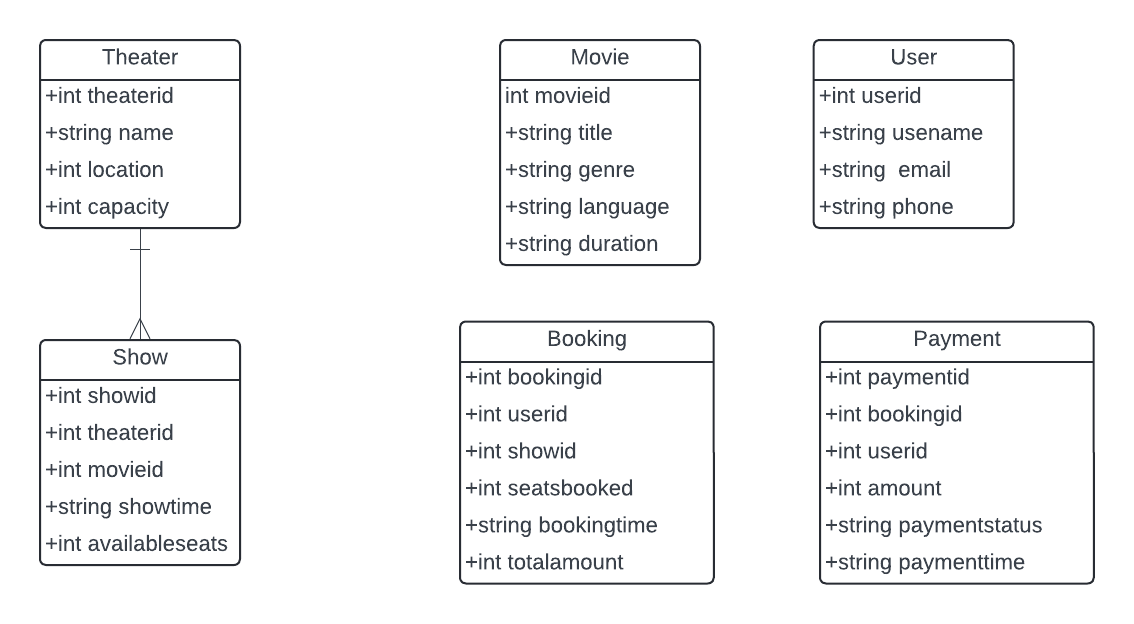 Theater
+int theaterid
+string name
+int location
+int capacity
Movie
int movieid
+string title
+string genre
+string language
+string duration
User
+int userid
+string usename
+string  email
+string phone
Show
+int showid
+int theaterid
+int movieid
+string showtime
+int availableseats
Booking
+int bookingid
+int userid
+int showid
+int seatsbooked
+string bookingtime
+int totalamount
Payment
+int paymentid
+int bookingid
+int userid
+int amount
+string paymentstatus
+string paymenttime